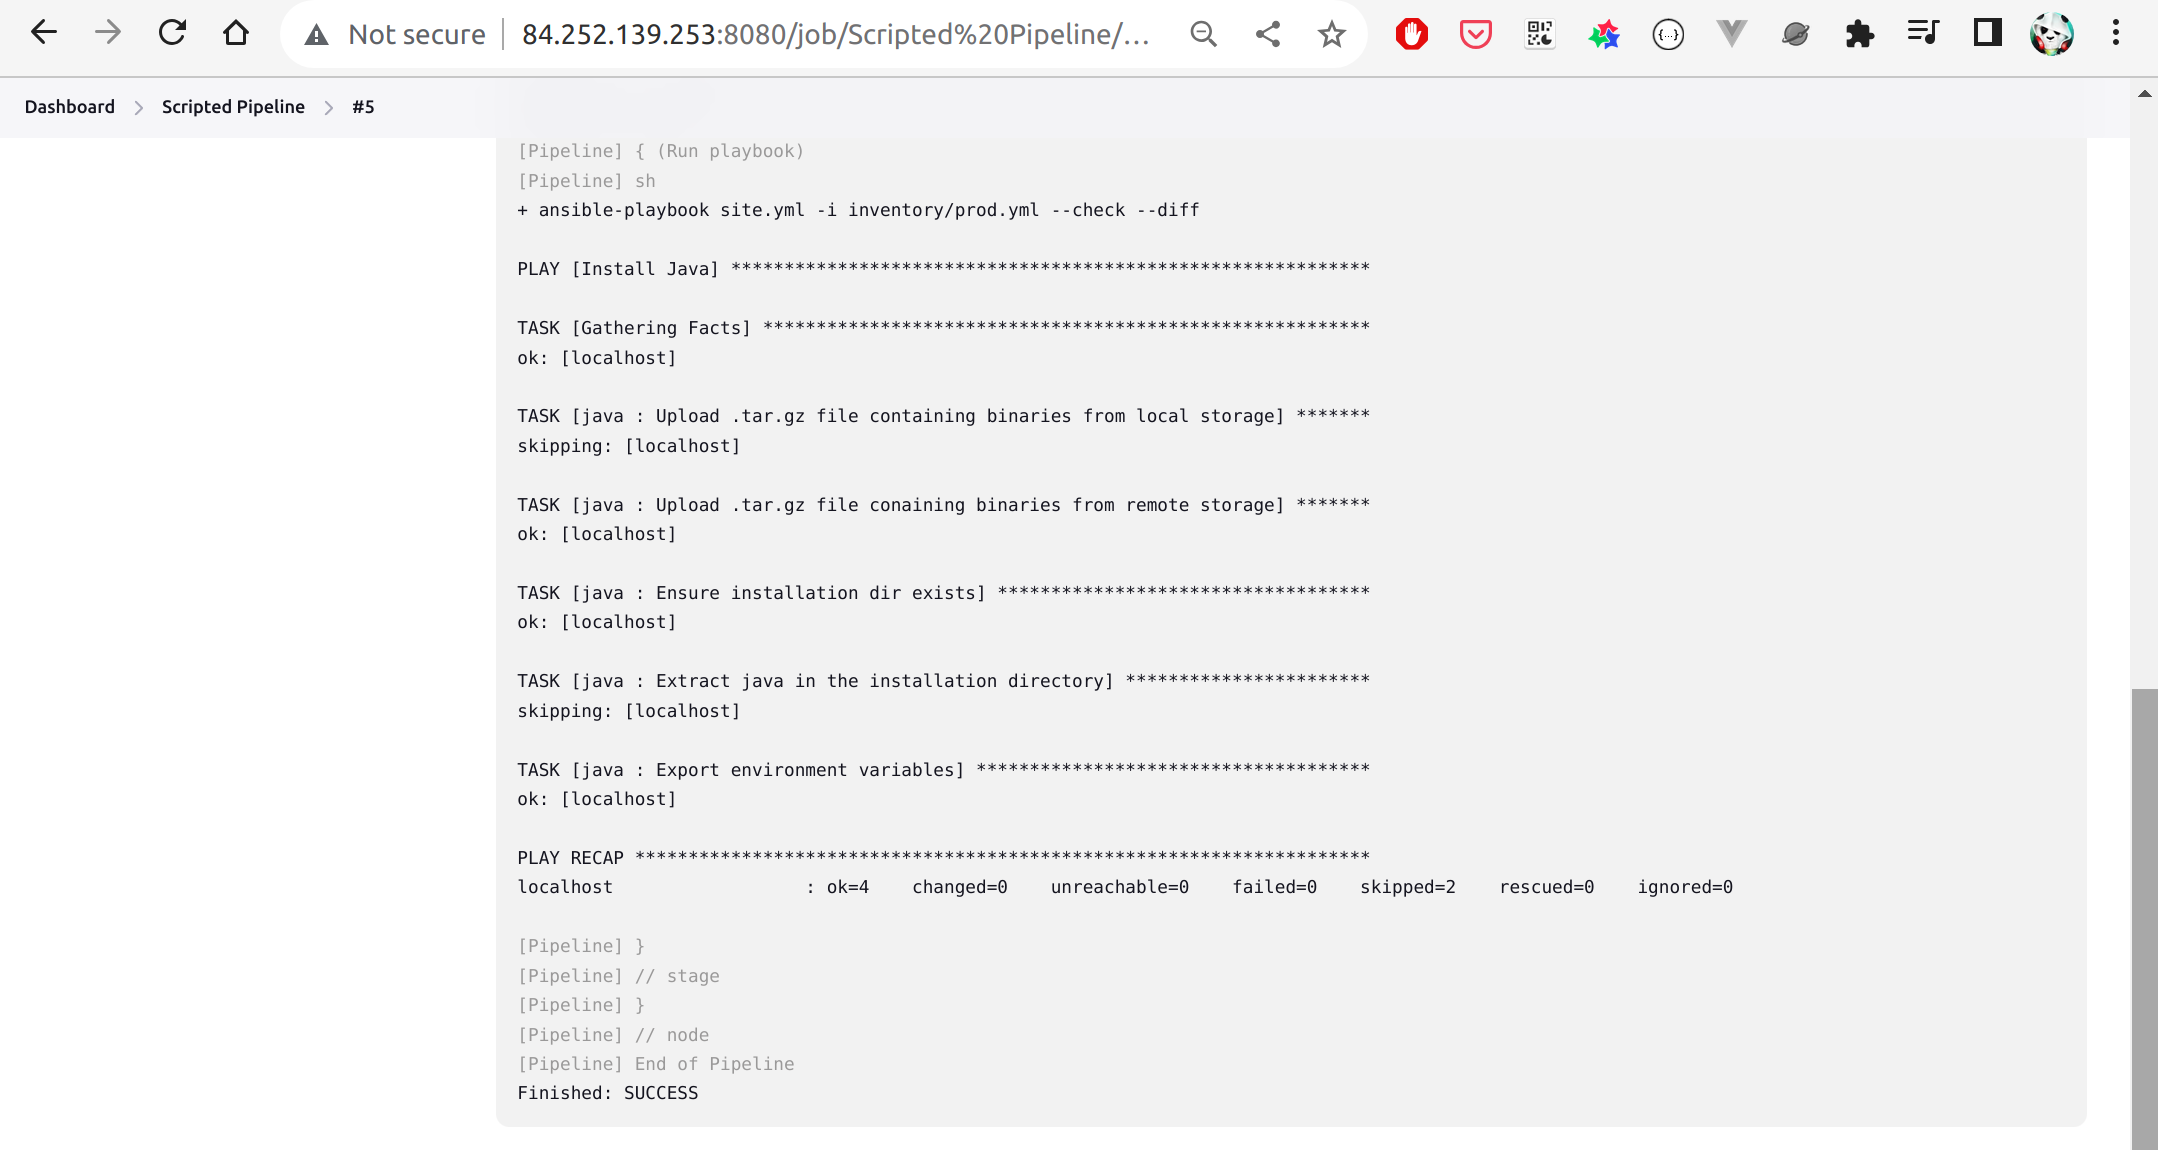 Not secure 84.252.139.253:8080/job/Scripted%20Pipeline/...
Dashboard > Scripted Pipeline > #5
[Pipeline] { (Run playbook)
[Pipeline] sh
+ ansible-playbook site.yml -i inventory/prod.yml --check --diff
PLAY [Install Java] ************************************************************
TASK [Gathering Facts] *********************************************************
ok: [localhost]
TASK [java : Upload .tar.gz file containing binaries from local storage] *******
skipping: [localhost]
TASK [java : Upload .tar.gz file conaining binaries from remote storage] *******
ok: [localhost]
TASK [java : Ensure installation dir exists] ***********************************
ok: [localhost]
TASK [java : Extract java in the installation directory] ***********************
skipping: [localhost]
TASK [java : Export environment variables] *************************************
ok: [localhost]
PLAY RECAP *********************************************************************
localhost                  : ok=4    changed=0    unreachable=0    failed=0    skipped=2    rescued=0    ignored=0
[Pipeline] }
[Pipeline] // stage
[Pipeline] }
[Pipeline] // node
[Pipeline] End of Pipeline
Finished: SUCCESS